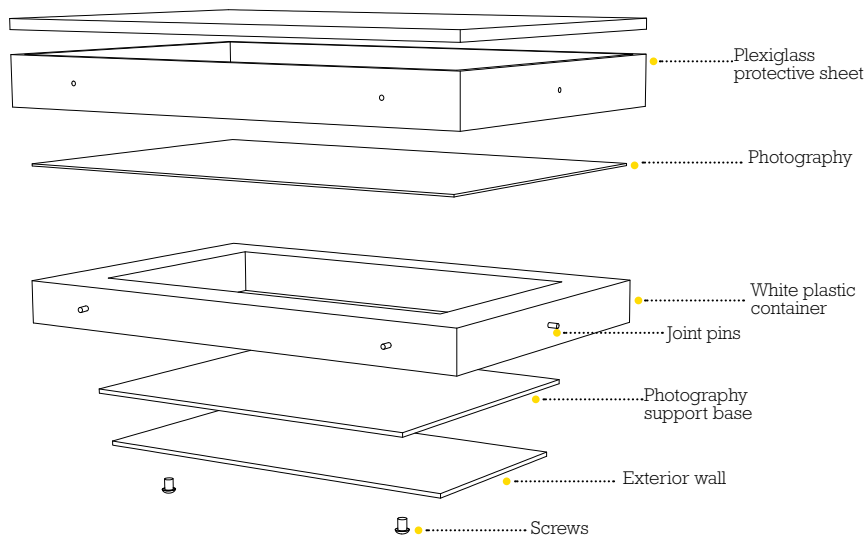 Plexiglass
protective sheet
Photography
White plastic
container
Joint pins
Photography
support base
Exterior wall
Screws